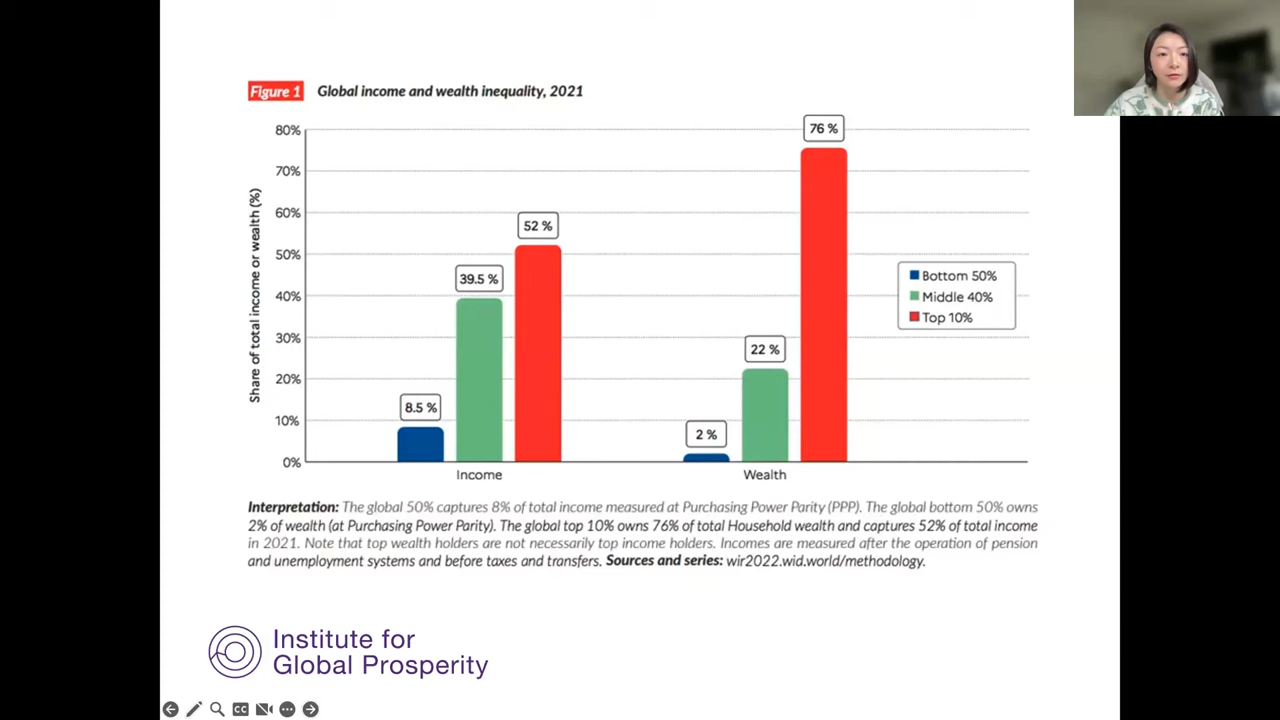 Figure 1 Global income and wealth inequality, 2021
Share of total income or wealth (%)
80%
70%
60%
50%
40%
30%
20%
10%
0%
8.5 %
39.5 %
52 %
2 %
22 %
76 %
Income
Wealth
Bottom 50%
Middle 40%
Top 10%
Interpretation: The global 50% captures 8% of total income measured at Purchasing Power Parity (PPP). The global bottom 50% owns
2% of wealth (at Purchasing Power Parity). The global top 10% owns 76% of total Household wealth and captures 52% of total income
in 2021. Note that top wealth holders are not necessarily top income holders. Incomes are measured after the operation of pension
and unemployment systems and before taxes and transfers. Sources and series: wir2022.wid.world/methodology.
Institute for
Global Prosperity
CC